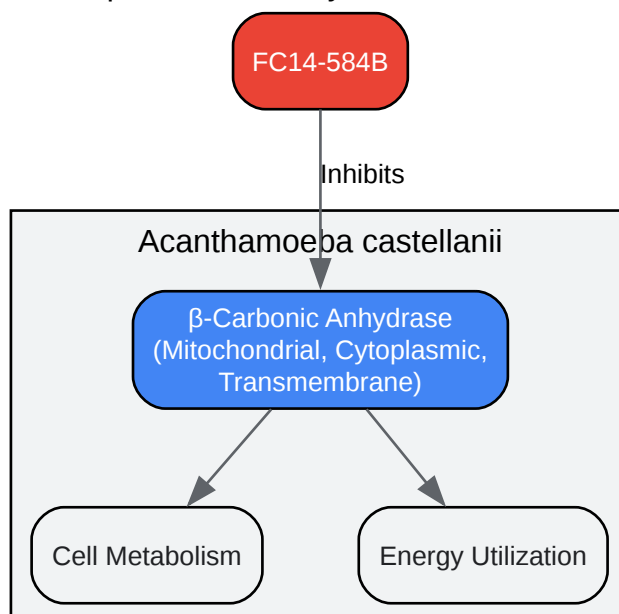 FC14-584B
Inhibits
Acanthamoeba castellanii
β-Carbonic Anhydrase
(Mitochondrial, Cytoplasmic,
Transmembrane)
Cell Metabolism
Energy Utilization